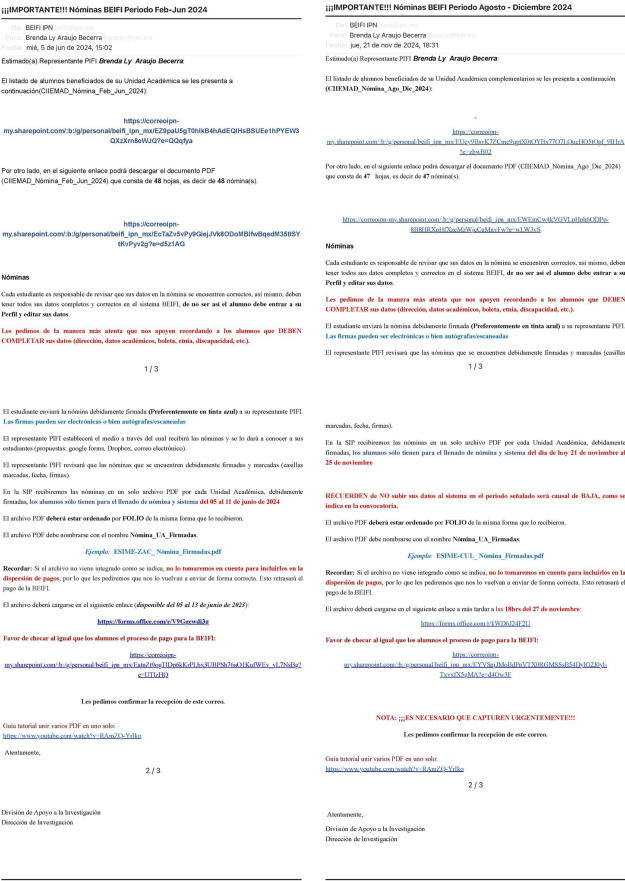 ¡¡¡IMPORTANTE!!! Nóminas BEIFI Periodo Feb-Jun 2024
De: BEIFI IPN
Para: Brenda Ly Araujo Becerra
Fecha: mié, 5 de jun de 2024, 15:02
Estimado(a) Representante PIFI Brenda Ly Araujo Becerra:
El listado de alumnos beneficiados de su Unidad Académica se les presenta a
continuación(CIIEMAD_Nómina_Feb_Jun_2024):
https://correoipn-
QXzXrn8eWJQ?e=QQqfya
Por otro lado, en el siguiente enlace podrá descargar el documento PDF
(CIIEMAD_Nómina_Feb_Jun_2024) que consta de 48 hojas, es decir de 48 nómina(s).
https://correoipn-
tKvPyv2g?e=d5z1AG
Nóminas
Cada estudiante es responsable de revisar que sus datos en la nómina se encuentren correctos, así mismo, deben
tener todos sus datos completos y correctos en el sistema BEIFI, de no ser así el alumno debe entrar a su
Perfil y editar sus datos.
Les pedimos de la manera más atenta que nos apoyen recordando a los alumnos que DEBEN
COMPLETAR sus datos (dirección, datos académicos, boleta, etnia, discapacidad, etc.).
1 / 3
El estudiante enviará la nómina debidamente firmada (Preferentemente en tinta azul) a su representante PIFI.
Las firmas pueden ser electrónicas o bien autógrafas/escaneadas
El representante PIFI establecerá el medio a través del cual recibirá las nóminas y se lo dará a conocer a sus
estudiantes (propuestas: google forms, Dropbox, correo electrónico).
El representante PIFI revisará que las nóminas que se encuentren debidamente firmadas y marcadas (casillas
marcadas, fecha, firmas).
En la SIP recibiremos las nóminas en un solo archivo PDF por cada Unidad Académica, debidamente
firmadas, los alumnos sólo tienen para el llenado de nómina y sistema del 05 al 11 de junio de 2024
El archivo PDF deberá estar ordenado por FOLIO de la misma forma que lo recibieron.
El archivo PDF debe nombrarse con el nombre Nómina_UA_Firmadas.
Ejemplo: ESIME-ZAC_ Nómina_Firmadas.pdf
Recordar: Si el archivo no viene integrado como se indica, no lo tomaremos en cuenta para incluirlos en la
dispersión de pagos, por lo que les pediremos que nos lo vuelvan a enviar de forma correcta. Esto retrasará el
pago de la BEIFI.
El archivo deberá cargarse en el siguiente enlace (disponible del 05 al 13 de junio de 2023):
Favor de checar al igual que los alumnos el proceso de pago para la BEIFI:
https://correoipn-
Les pedimos confirmar la recepción de este correo.
Guía tutorial unir varios PDF en uno solo:
https://www.youtube.com/watch?v=RAmZO-YrIko
Atentamente,
2 / 3
División de Apoyo a la Investigación
Dirección de Investigación
¡¡¡IMPORTANTE!!! Nóminas BEIFI Periodo Agosto - Diciembre 2024
De: BEIFI IPN
Para: Brenda Ly Araujo Becerra
Fecha: jue, 21 de nov de 2024, 18:31
Estimado(a) Representante PIFI Brenda Ly Araujo Becerra:
El listado de alumnos beneficiados de su Unidad Académica complementarios se les presenta a continuación
(CIIEMAD_Nómina_Ago_Dic_2024):
https://correoipn-
Por otro lado, en el siguiente enlace podrá descargar el documento PDF (CIIEMAD_Nómina_Ago_Dic_2024)
que consta de 47 hojas, es decir de 47 nómina(s).
Nóminas
Cada estudiante es responsable de revisar que sus datos en la nómina se encuentren correctos, así mismo, deben
tener todos sus datos completos y correctos en el sistema BEIFI, de no ser así el alumno debe entrar a su
Perfil y editar sus datos.
Les pedimos de la manera más atenta que nos apoyen recordando a los alumnos que DEBEN
COMPLETAR sus datos (dirección, datos académicos, boleta, etnia, discapacidad, etc.).
El estudiante enviará la nómina debidamente firmada (Preferentemente en tinta azul) a su representante PIFI.
Las firmas pueden ser electrónicas o bien autógrafas/escaneadas
El representante PIFI revisará que las nóminas que se encuentren debidamente firmadas y marcadas (casillas
1 / 3
marcadas, fecha, firmas).
En la SIP recibiremos las nóminas en un solo archivo PDF por cada Unidad Académica, debidamente
firmadas, los alumnos sólo tienen para el llenado de nómina y sistema del día de hoy 21 de noviembre al
25 de noviembre
RECUERDEN de NO subir sus datos al sistema en el periodo señalado será causal de BAJA, como se
indica en la convocatoria.
El archivo PDF deberá estar ordenado por FOLIO de la misma forma que lo recibieron.
El archivo PDF debe nombrarse con el nombre Nómina_UA_Firmadas.
Ejemplo: ESIME-CUL_ Nómina_Firmadas.pdf
Recordar: Si el archivo no viene integrado como se indica, no lo tomaremos en cuenta para incluirlos en la
dispersión de pagos, por lo que les pediremos que nos lo vuelvan a enviar de forma correcta. Esto retrasará el
pago de la BEIFI.
El archivo deberá cargarse en el siguiente enlace a más tardar a las 18hrs del 27 de noviembre:
https://forms.office.com/r/kWD6J24F2U
Favor de checar al igual que los alumnos el proceso de pago para la BEIFI:
https://correoipn-
NOTA: ¡¡¡ES NECESARIO QUE CAPTUREN URGENTEMENTE!!!
Les pedimos confirmar la recepción de este correo.
Guía tutorial unir varios PDF en uno solo:
https://www.youtube.com/watch?v=RAmZO-YrIko
2 / 3
Atentamente,
División de Apoyo a la Investigación
Dirección de Investigación